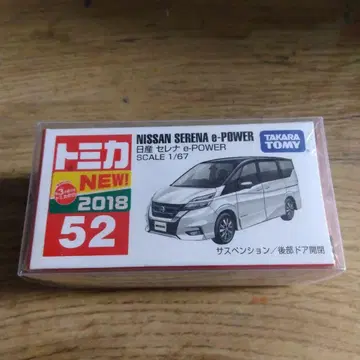 トミカ
NEW!
2018
52
NISSAN SERENA e-POWER
日産 セレナ e-POWER
SCALE 1/67
TAKARA
TOMY
サスペンション／後部ドア開閉